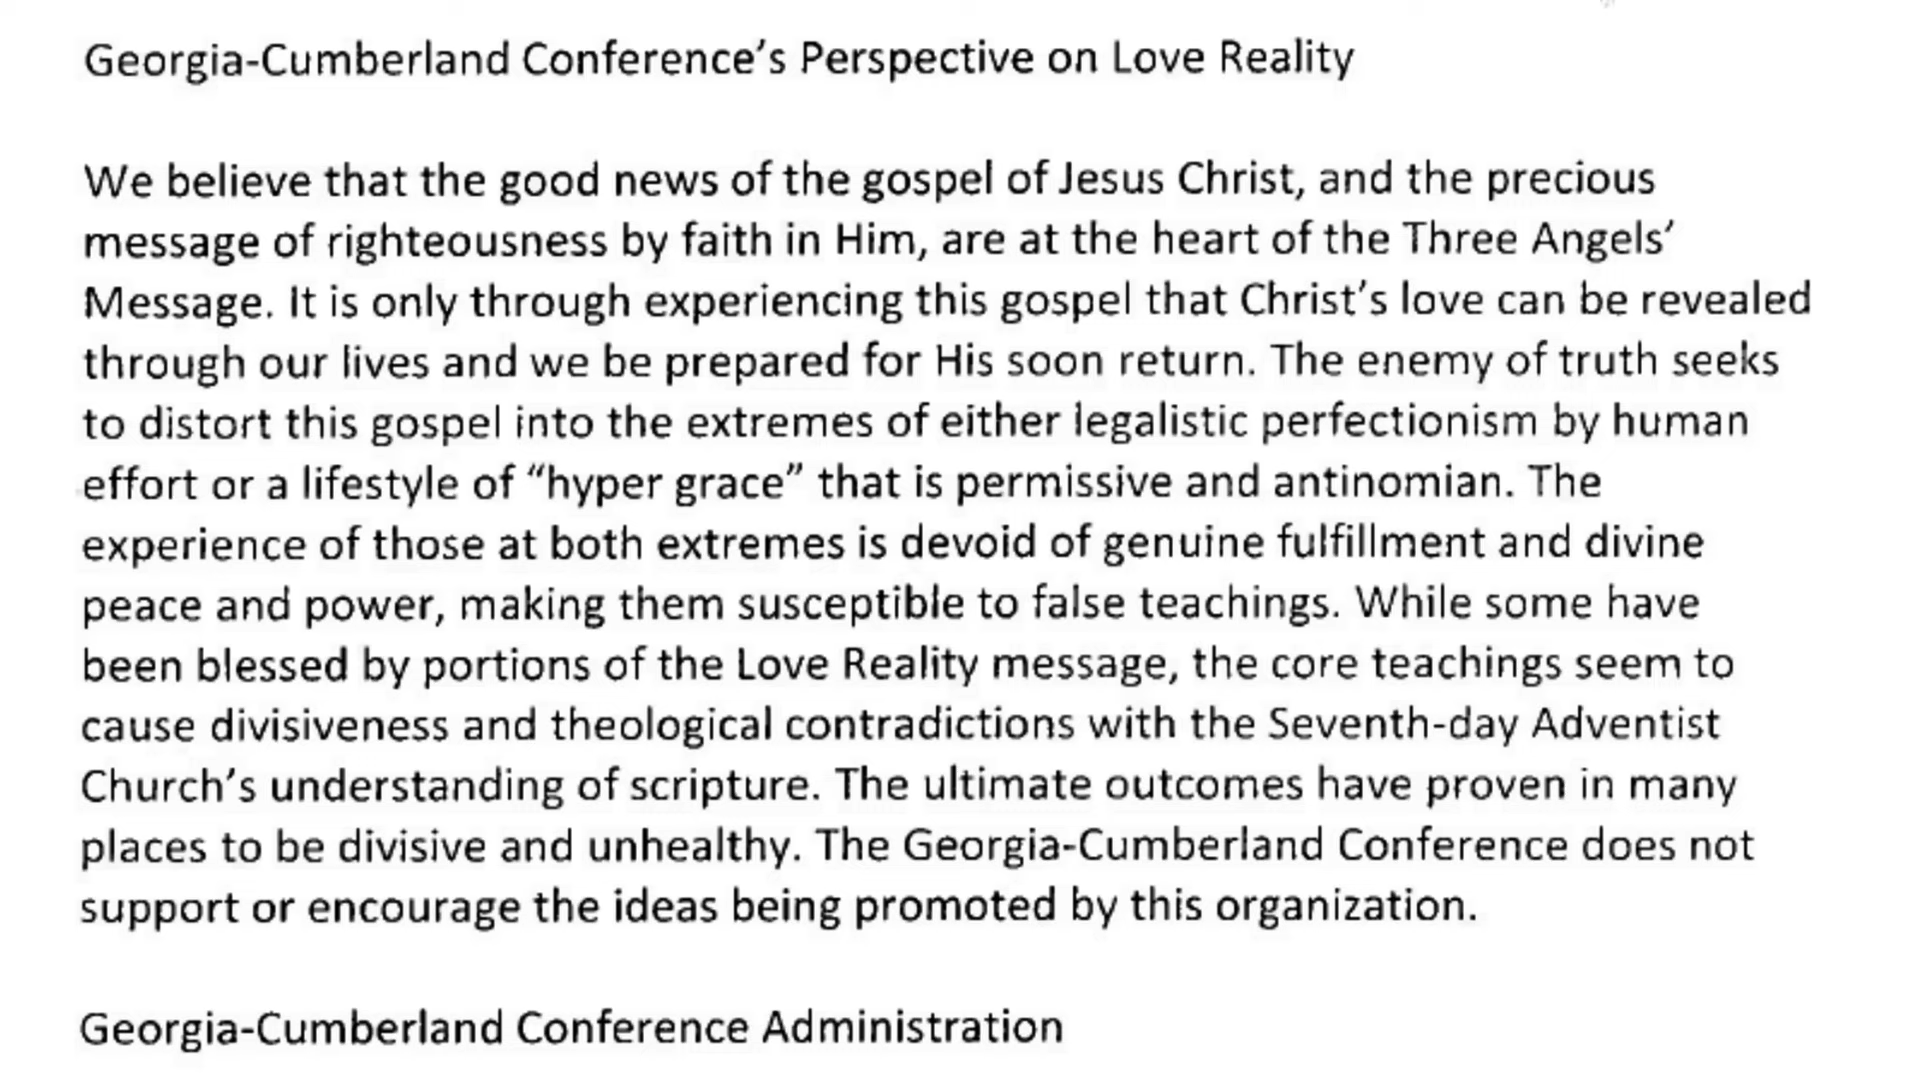 Georgia-Cumberland Conference’s Perspective on Love Reality
We believe that the good news of the gospel of Jesus Christ, and the precious
message of righteousness by faith in Him, are at the heart of the Three Angels’
Message. It is only through experiencing this gospel that Christ’s love can be revealed
through our lives and we be prepared for His soon return. The enemy of truth seeks
to distort this gospel into the extremes of either legalistic perfectionism by human
effort or a lifestyle of “hyper grace” that is permissive and antinomian. The
experience of those at both extremes is devoid of genuine fulfillment and divine
peace and power, making them susceptible to false teachings. While some have
been blessed by portions of the Love Reality message, the core teachings seem to
cause divisiveness and theological contradictions with the Seventh-day Adventist
Church’s understanding of scripture. The ultimate outcomes have proven in many
places to be divisive and unhealthy. The Georgia-Cumberland Conference does not
support or encourage the ideas being promoted by this organization.
Georgia-Cumberland Conference Administration